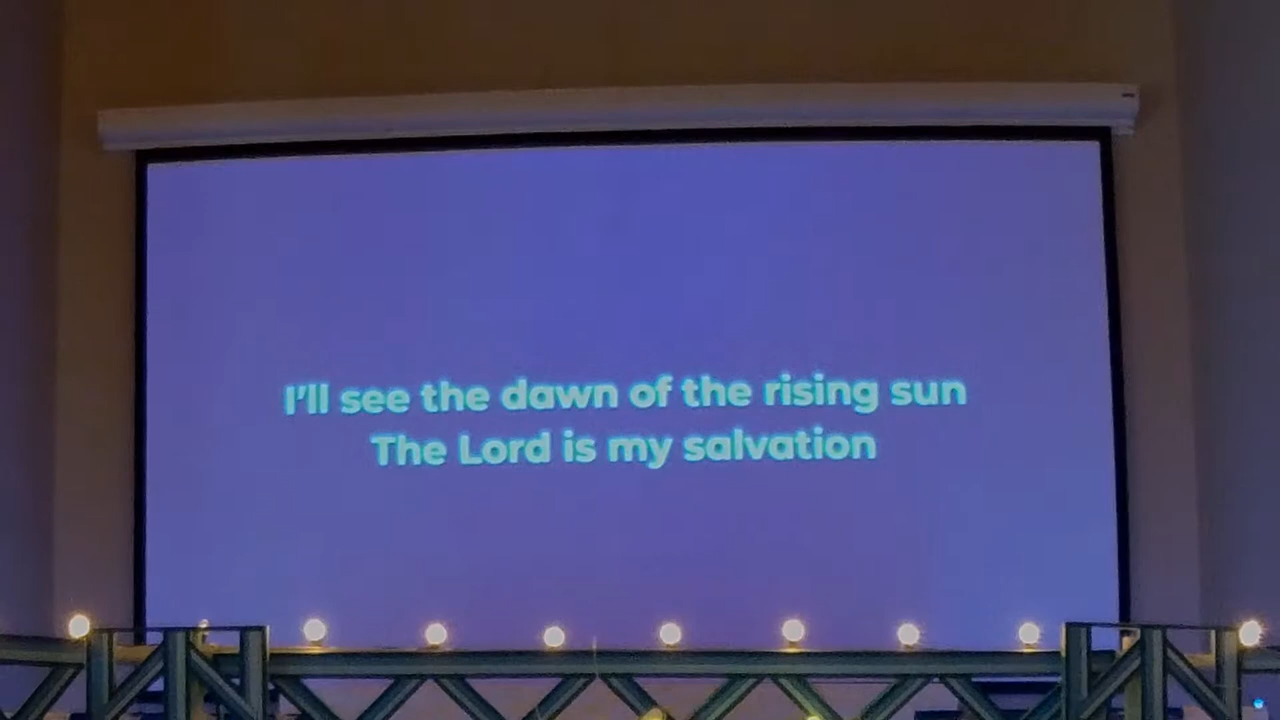 I'll see the dawn of the rising sun
The Lord is my salvation